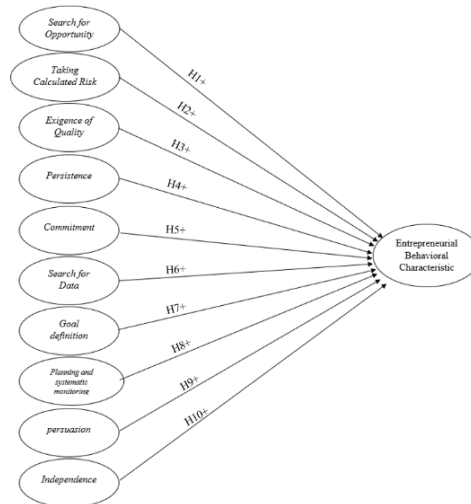 Search for
Opportunity
H1+
Taking
Calculated Risk
H2+
Exigence of
Quality
H3+
Persistence
H4+
Commitment
H5+
Entrepreneurial
Behavioral
Characteristic
Search for
Data
H6+
Goal
definition
H7+
Planning and
systematic
monitoring
H8+
persuasion
H9+
Independence
H10+